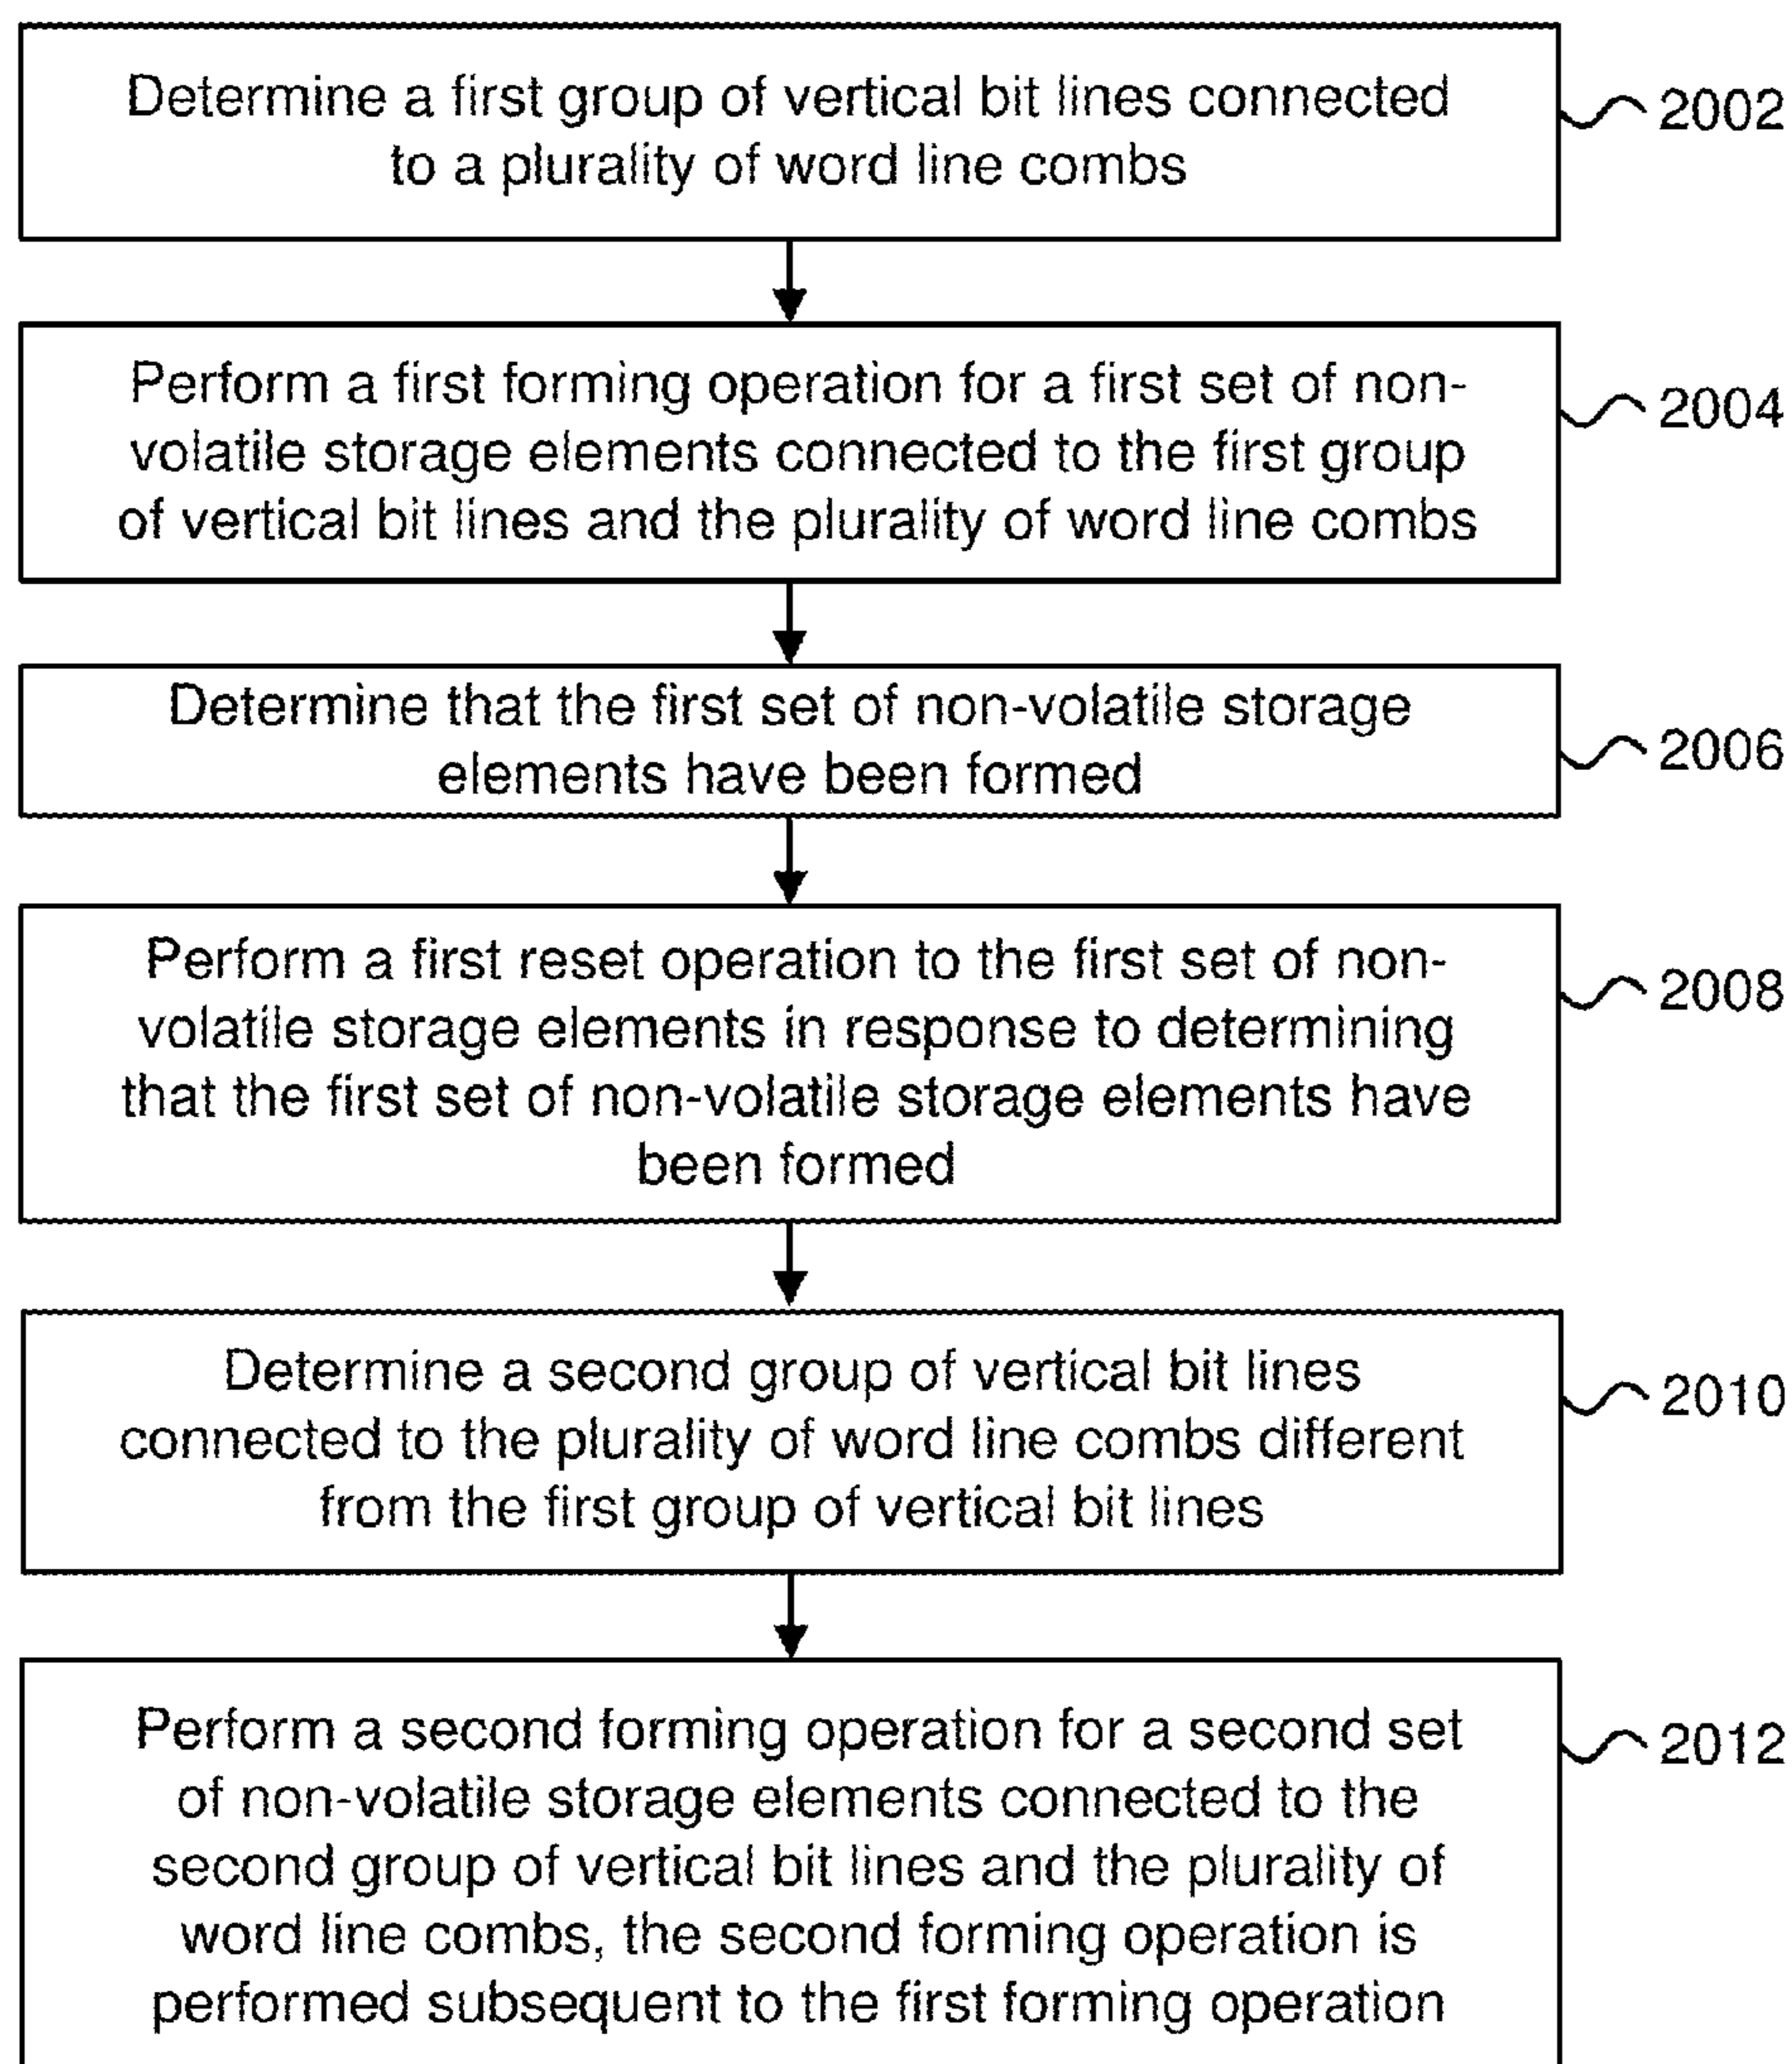 Determine a first group of vertical bit lines connected
to a plurality of word line combs
2002
Perform a first forming operation for a first set of non-
volatile storage elements connected to the first group
of vertical bit lines and the plurality of word line combs
2004
Determine that the first set of non-volatile storage
elements have been formed
2006
Perform a first reset operation to the first set of non-
volatile storage elements in response to determining
that the first set of non-volatile storage elements have
been formed
2008
Determine a second group of vertical bit lines
connected to the plurality of word line combs different
from the first group of vertical bit lines
2010
Perform a second forming operation for a second set
of non-volatile storage elements connected to the
second group of vertical bit lines and the plurality of
word line combs, the second forming operation is
performed subsequent to the first forming operation
2012